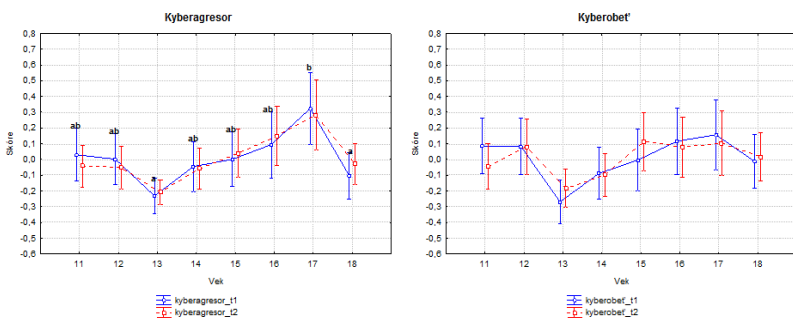 Kyberagresor
0,8
0,7
0,6
0,5
0,4
0,3
0,2
0,1
0,0
-0,1
-0,2
-0,3
-0,4
-0,5
-0,6
Skóre
ab ab a ab ab ab b a
11 12 13 14 15 16 17 18
Vek
kyberagresor_t1
kyberagresor_t2
Kyberobeť
0,8
0,7
0,6
0,5
0,4
0,3
0,2
0,1
0,0
-0,1
-0,2
-0,3
-0,4
-0,5
-0,6
Skóre
11 12 13 14 15 16 17 18
Vek
kyberobeť_t1
kyberobeť_t2